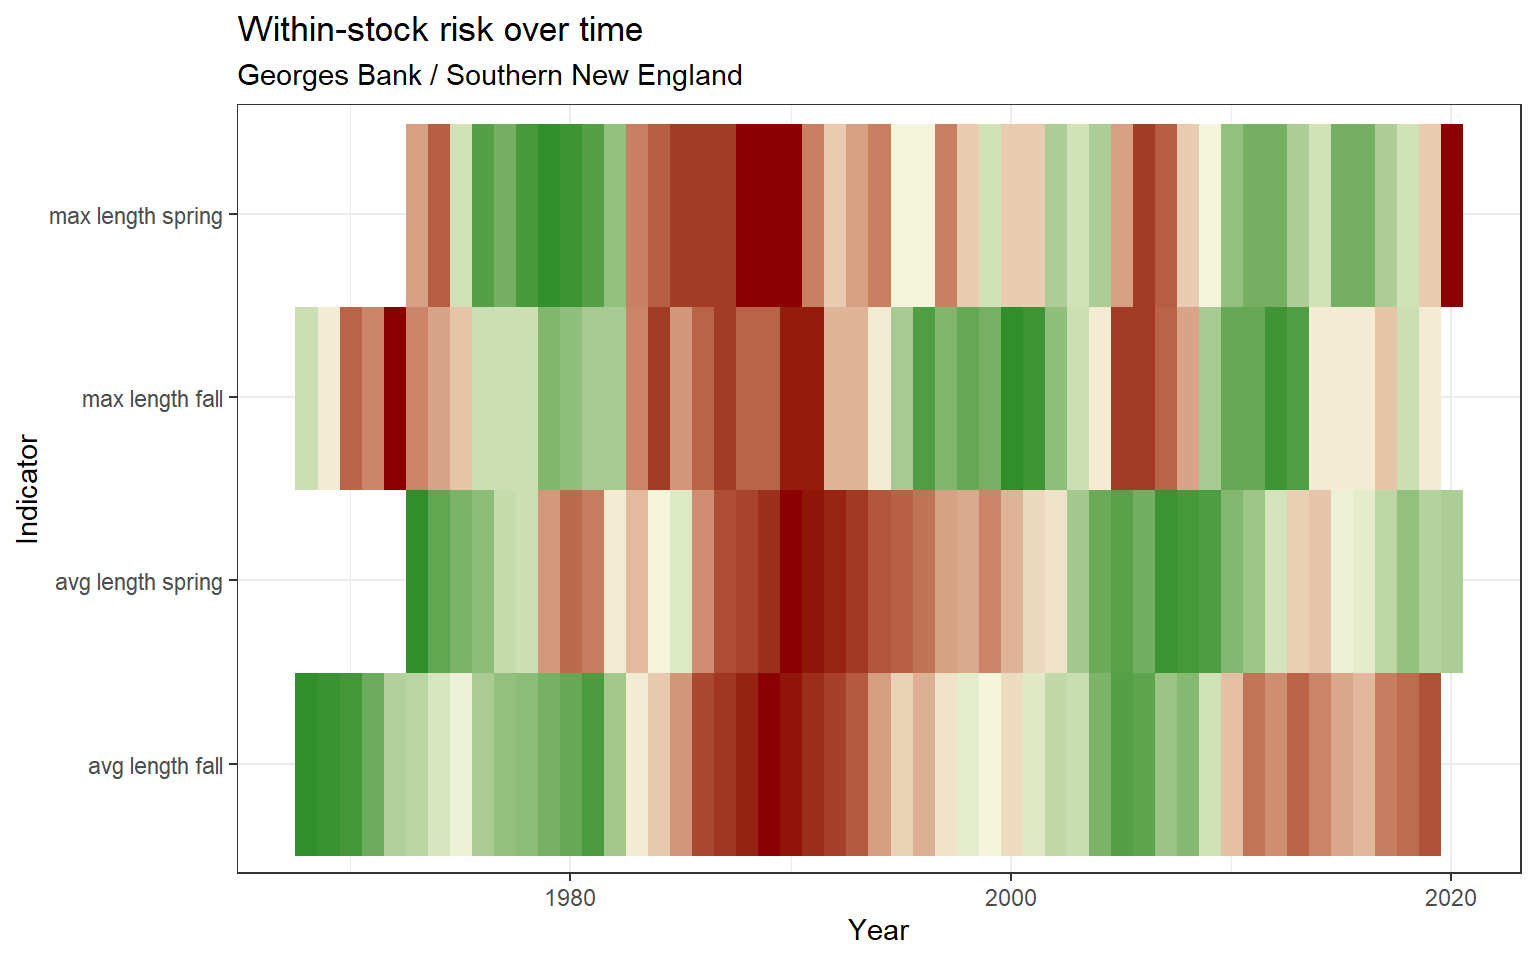 Within-stock risk over time
Georges Bank / Southern New England
max length spring
max length fall
avg length spring
avg length fall
Indicator
1980
2000
2020
Year